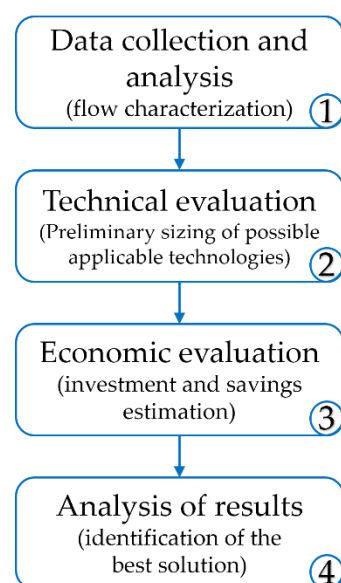 Data collection and
analysis
(flow characterization)
1
Technical evaluation
(Preliminary sizing of possible
applicable technologies)
2
Economic evaluation
(investment and savings
estimation)
3
Analysis of results
(identification of the
best solution)
4